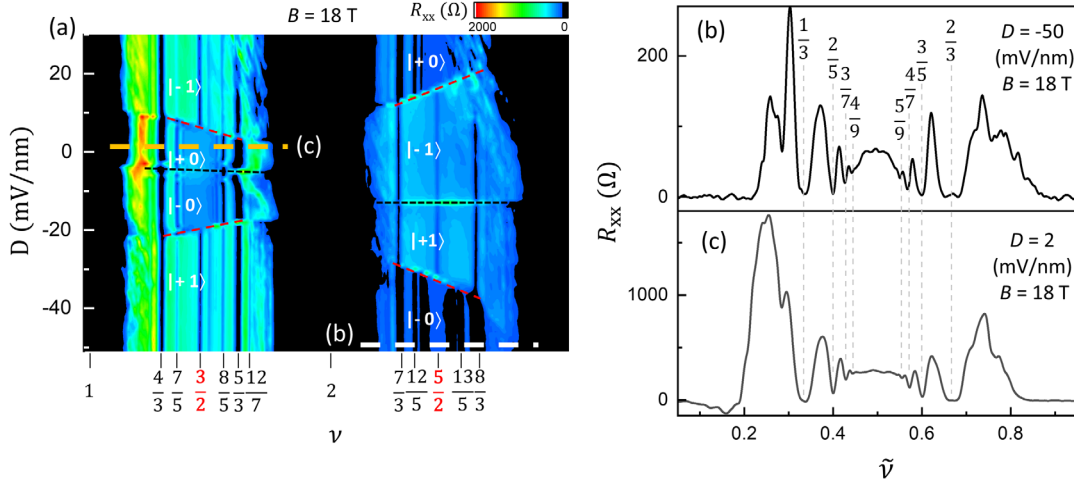 (a)
B = 18 T
Rxx (Ω)
2000
0
D (mV/nm)
20
0
-20
-40
|- 1⟩
|+ 0⟩
|- 0⟩
|+ 1⟩
|+ 0⟩
|- 1⟩
|+1⟩
|- 0⟩
(c)
(b)
1
4/3
7/5
3/2
8/5
5/3
12/7
2
7/3
12/5
5/2
13/5
8/3
ν
(b)
D = -50
(mV/nm)
B = 18 T
1/3
2/5
3/7
4/9
5/9
4/7
3/5
2/3
200
0
Rxx (Ω)
(c)
D = 2
(mV/nm)
B = 18 T
1000
0
0.2
0.4
0.6
0.8
ν̃